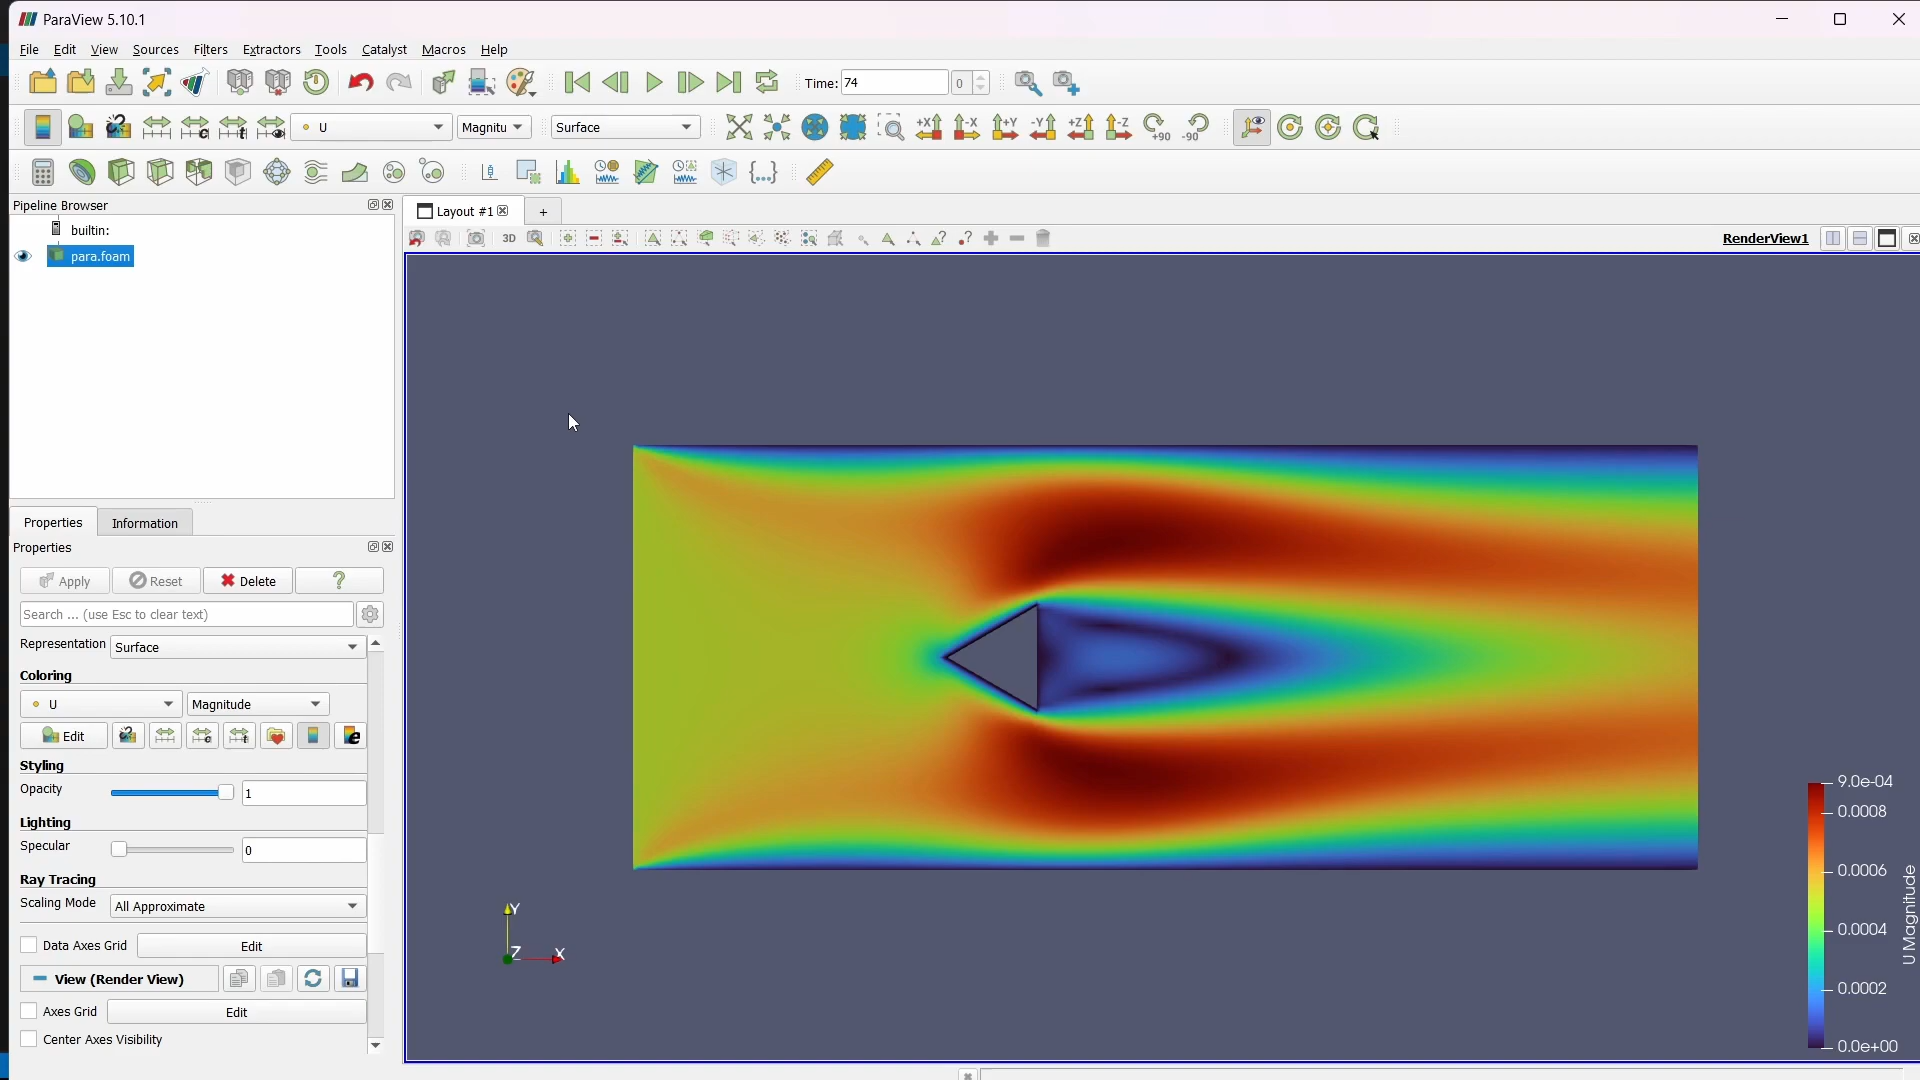 ParaView 5.10.1
File Edit View Sources Filters Extractors Tools Catalyst Macros Help
Time: 74 0
U Magnitu Surface +X -X +Y -Y +Z -Z +90 -90
Pipeline Browser
Layout #1 +
builtin:
3D RenderView1
para.foam
Properties Information
Properties
Apply Reset Delete ?
Search ... (use Esc to clear text)
Representation Surface
Coloring
U Magnitude
Edit
Styling
Opacity 1
Lighting
Specular 0
Ray Tracing
Scaling Mode All Approximate
Data Axes Grid Edit
View (Render View)
Axes Grid Edit
Center Axes Visibility
Y
Z X
9.0e-04
0.0008
0.0006
0.0004
0.0002
0.0e+00
U Magnitude